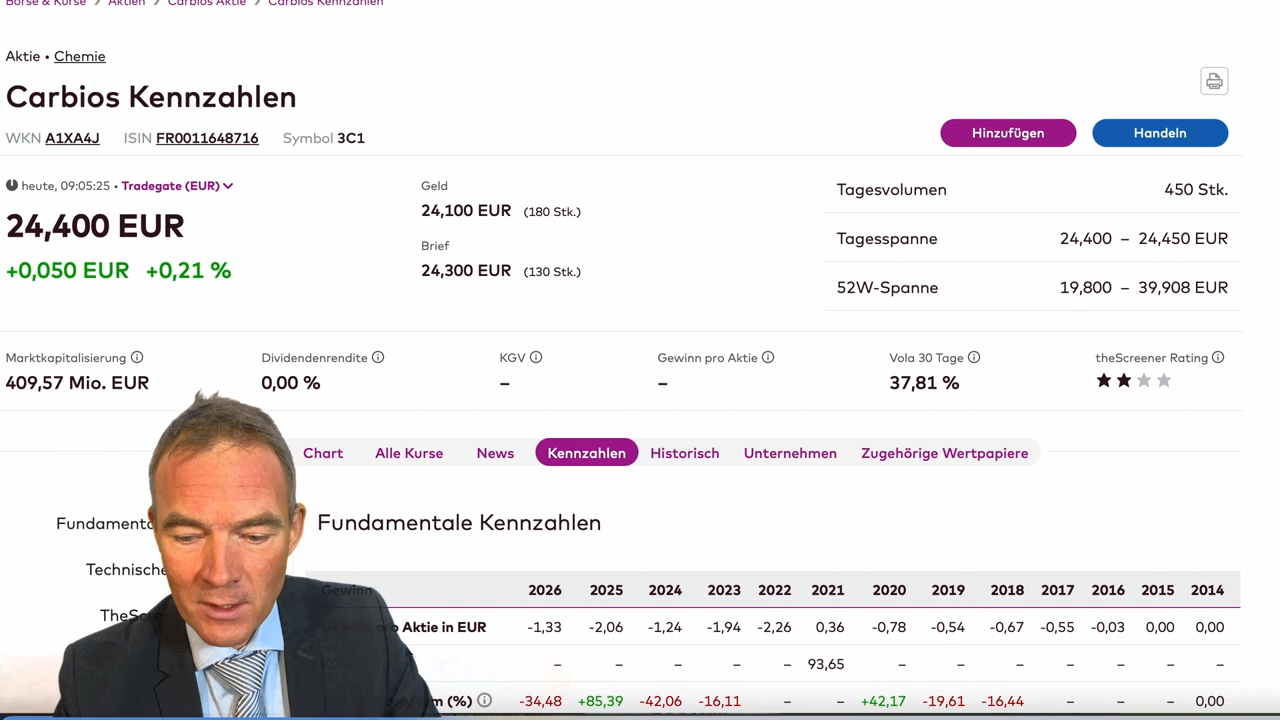 Börse & Kurse > Aktien > Carbios Aktie > Carbios Kennzahlen
Aktie • Chemie
Carbios Kennzahlen
WKN A1XA4J ISIN FR0011648716 Symbol 3C1
Hinzufügen
Handeln
heute, 09:05:25 • Tradegate (EUR)
24,400 EUR
+0,050 EUR +0,21 %
Geld
24,100 EUR (180 Stk.)
Brief
24,300 EUR (130 Stk.)
Tagesvolumen 450 Stk.
Tagesspanne 24,400 – 24,450 EUR
52W-Spanne 19,800 – 39,908 EUR
Marktkapitalisierung
409,57 Mio. EUR
Dividendenrendite
0,00 %
KGV
–
Gewinn pro Aktie
–
Vola 30 Tage
37,81 %
theScreener Rating
Chart Alle Kurse News Kennzahlen Historisch Unternehmen Zugehörige Wertpapiere
Fundamenta
Technische
TheScre
Fundamentale Kennzahlen
Gewinn 2026 2025 2024 2023 2022 2021 2020 2019 2018 2017 2016 2015 2014
Gewinn pro Aktie in EUR -1,33 -2,06 -1,24 -1,94 -2,26 0,36 -0,78 -0,54 -0,67 -0,55 -0,03 0,00 0,00
– – – – – 93,65 – – – – – – –
(%) -34,48 +85,39 -42,06 -16,11 – – +42,17 -19,61 -16,44 – – – 0,00